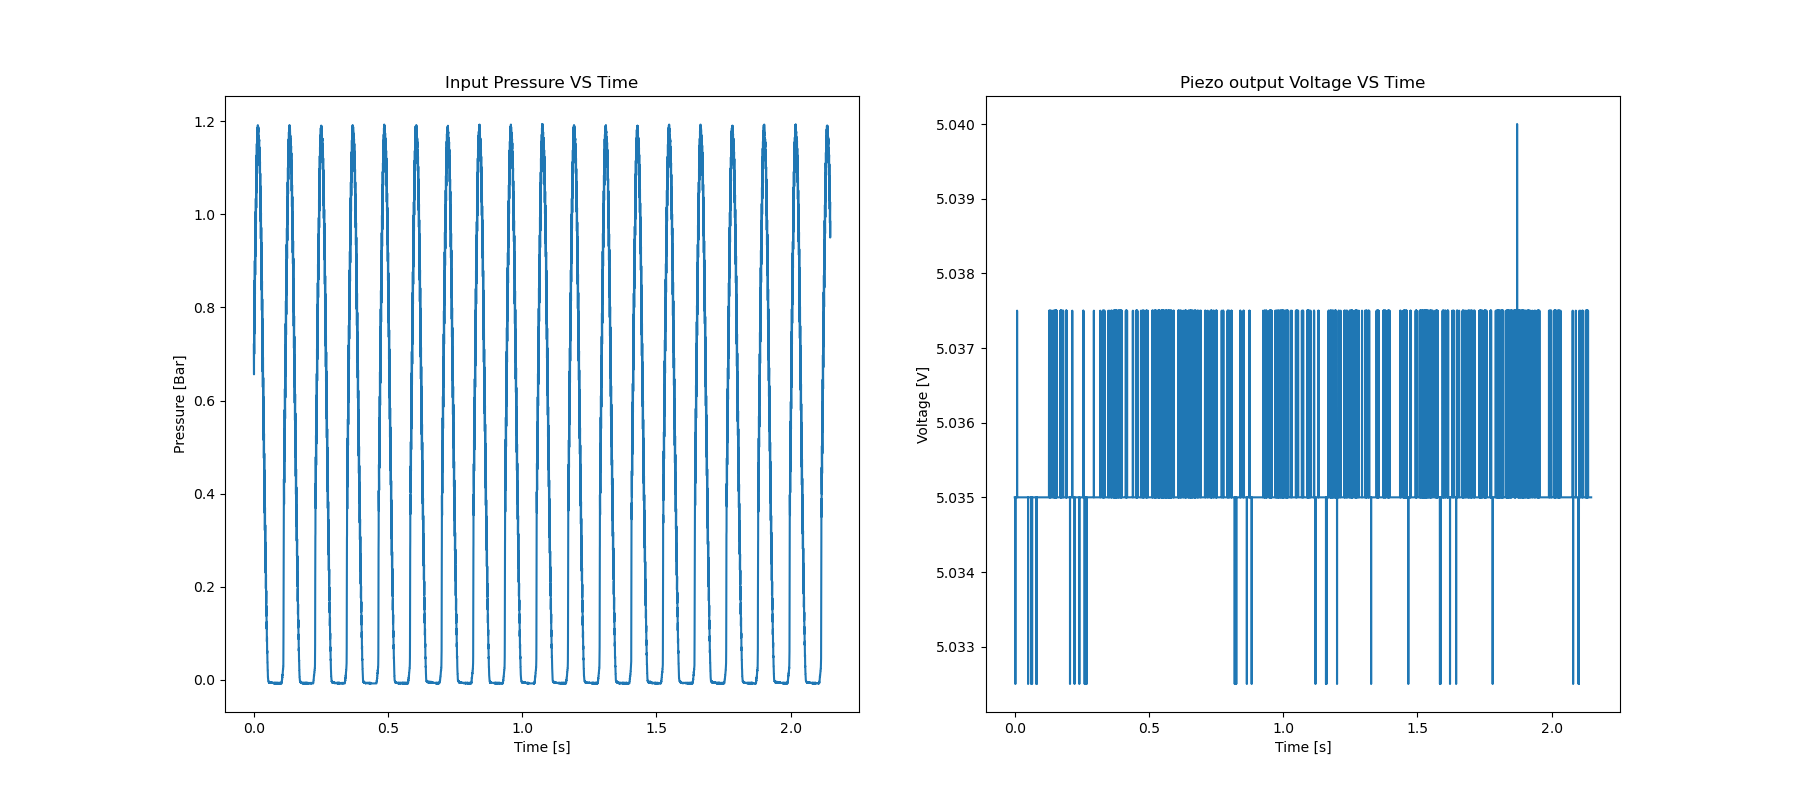 Input Pressure VS Time
Pressure [Bar]
1.2
1.0
0.8
0.6
0.4
0.2
0.0
0.0 0.5 1.0 1.5 2.0
Time [s]
Piezo output Voltage VS Time
Voltage [V]
5.040
5.039
5.038
5.037
5.036
5.035
5.034
5.033
0.0 0.5 1.0 1.5 2.0
Time [s]